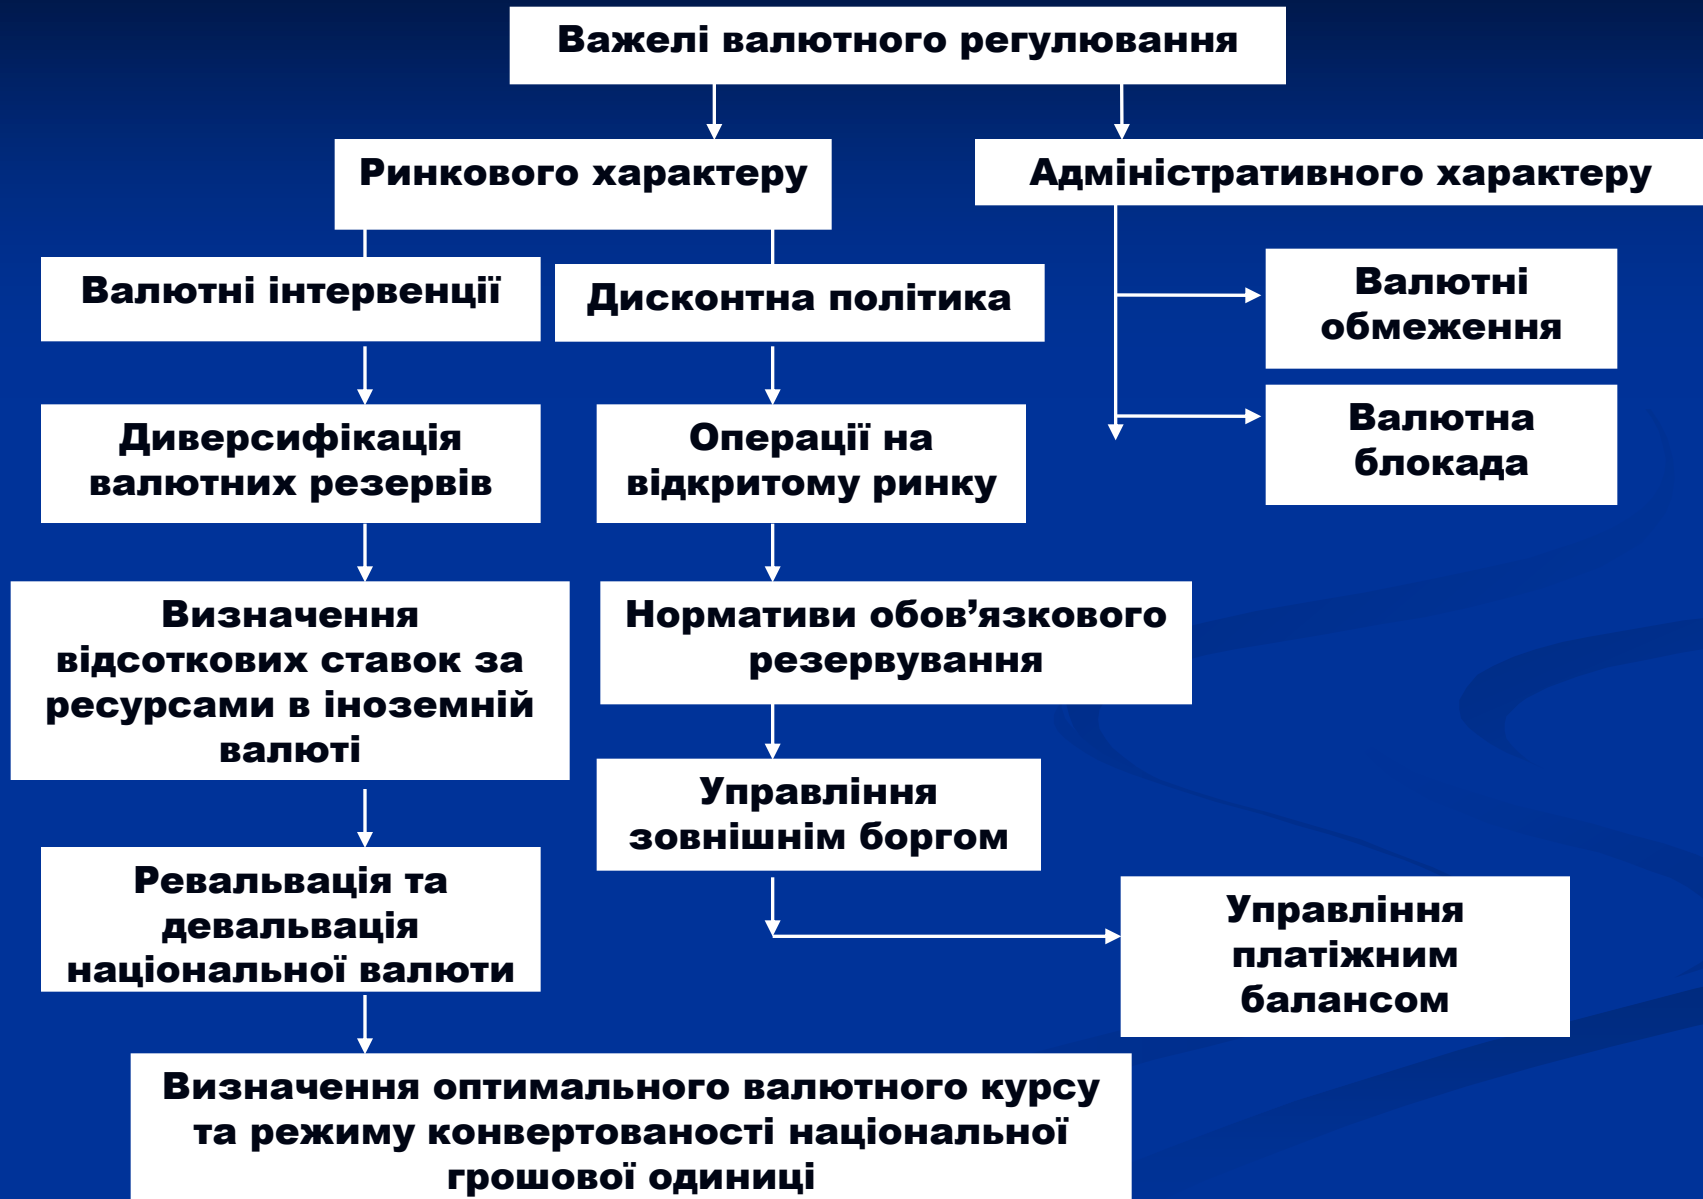 Важелі валютного регулювання
Ринкового характеру
Адміністративного характеру
Валютні інтервенції
Дисконтна політика
Валютні
обмеження
Валютна
блокада
Диверсифікація
валютних резервів
Операції на
відкритому ринку
Визначення
відсоткових ставок за
ресурсами в іноземній
валюті
Нормативи обов’язкового
резервування
Управління
зовнішнім боргом
Ревальвація та
девальвація
національної валюти
Управління
платіжним
балансом
Визначення оптимального валютного курсу
та режиму конвертованості національної
грошової одиниці